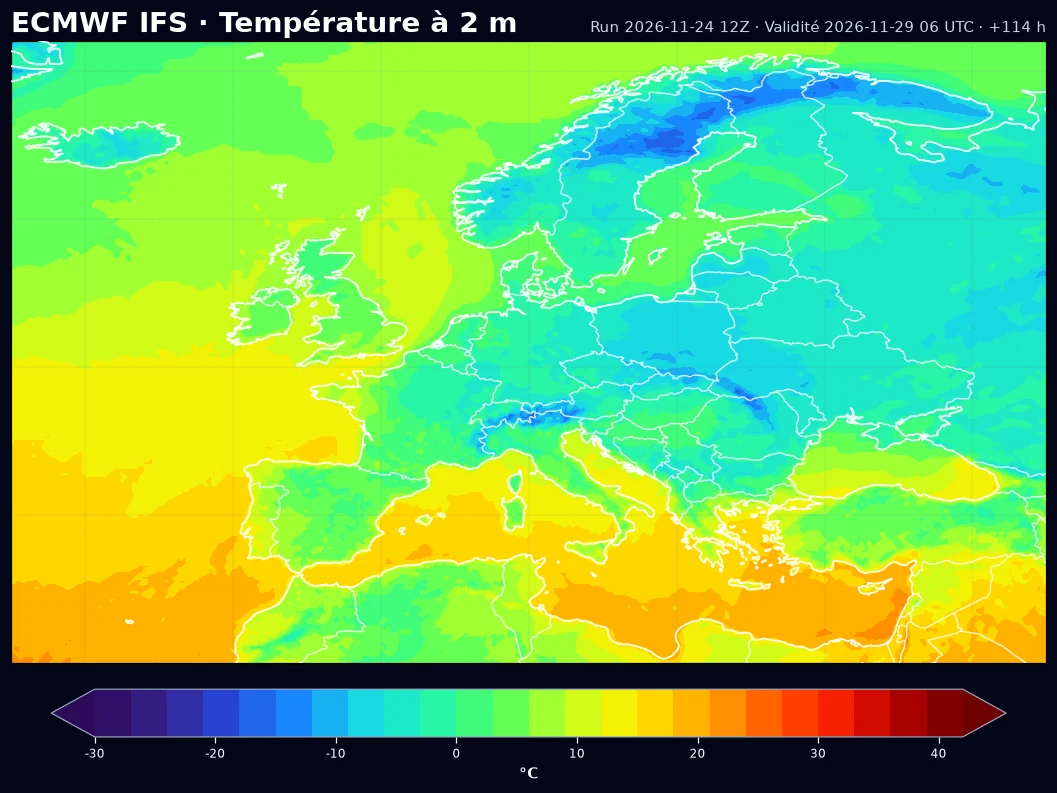 ECMWF IFS · Température à 2 m
Run 2026-11-24 12Z · Validité 2026-11-29 06 UTC · +114 h
-30 -20 -10 0 10 20 30 40
°C